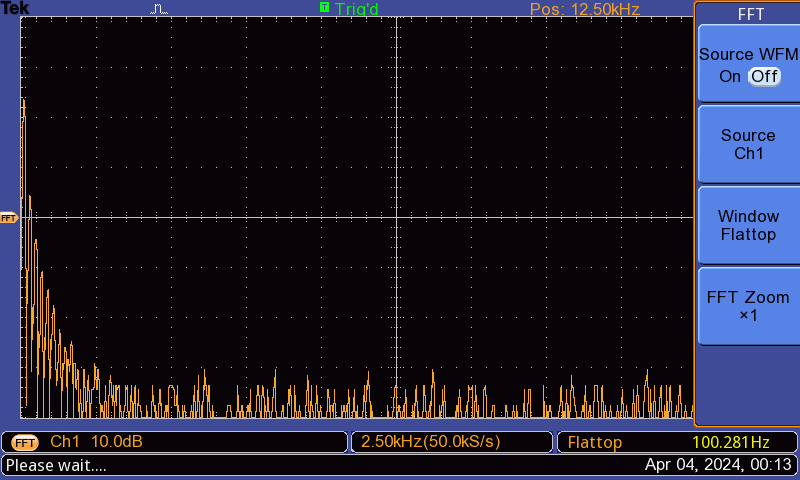 Tek T Trig'd Pos: 12.50kHz
FFT
Source WFM
On Off
Source
Ch1
FFT
Window
Flattop
FFT Zoom
×1
FFT Ch1 10.0dB 2.50kHz(50.0kS/s) Flattop 100.281Hz
Please wait.... Apr 04, 2024, 00:13